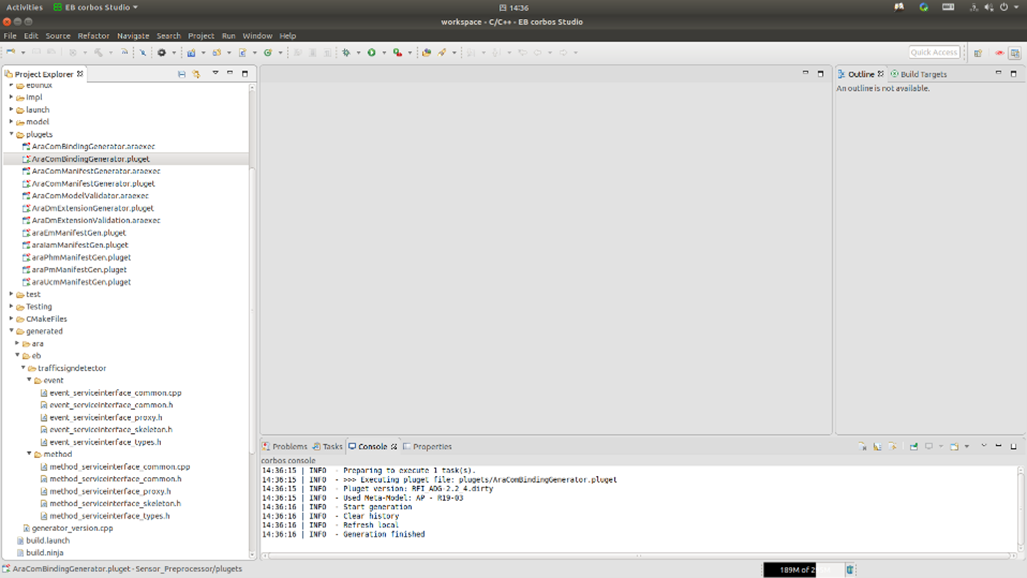 Activities EB corbos Studio 14:36
workspace - C/C++ - EB corbos Studio
File Edit Source Refactor Navigate Search Project Run Window Help
Quick Access
Project Explorer
impl
launch
model
plugets
AraComBindingGenerator.araexec
AraComBindingGenerator.pluget
AraComManifestGenerator.araexec
AraComManifestGenerator.pluget
AraComModelValidator.araexec
AraDmExtensionGenerator.pluget
AraDmExtensionValidation.araexec
araEmManifestGen.pluget
araIamManifestGen.pluget
araPhmManifestGen.pluget
araPmManifestGen.pluget
araUcmManifestGen.pluget
test
Testing
CMakeFiles
generated
ara
eb
trafficsigndetector
event
event_serviceinterface_common.cpp
event_serviceinterface_common.h
event_serviceinterface_proxy.h
event_serviceinterface_skeleton.h
event_serviceinterface_types.h
method
method_serviceinterface_common.cpp
method_serviceinterface_common.h
method_serviceinterface_proxy.h
method_serviceinterface_skeleton.h
method_serviceinterface_types.h
generator_version.cpp
build.launch
build.ninja
Outline Build Targets
An outline is not available.
Problems Tasks Console Properties
corbos console
14:36:15 | INFO - Preparing to execute 1 task(s).
14:36:15 | INFO - >>> Executing pluget file: plugets/AraComBindingGenerator.pluget
14:36:15 | INFO - Pluget version: RFI_ADG-2.2_4.dirty
14:36:15 | INFO - Used Meta-Model: AP - R19-03
14:36:16 | INFO - Start generation
14:36:16 | INFO - Clear history
14:36:16 | INFO - Refresh local
14:36:16 | INFO - Generation finished
AraComBindingGenerator.pluget - Sensor_Preprocessor/plugets
189M of